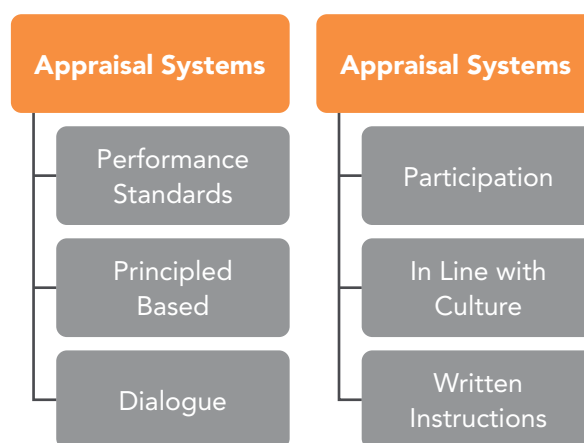 Appraisal Systems
Performance
Standards
Principled
Based
Dialogue
Appraisal Systems
Participation
In Line with
Culture
Written
Instructions